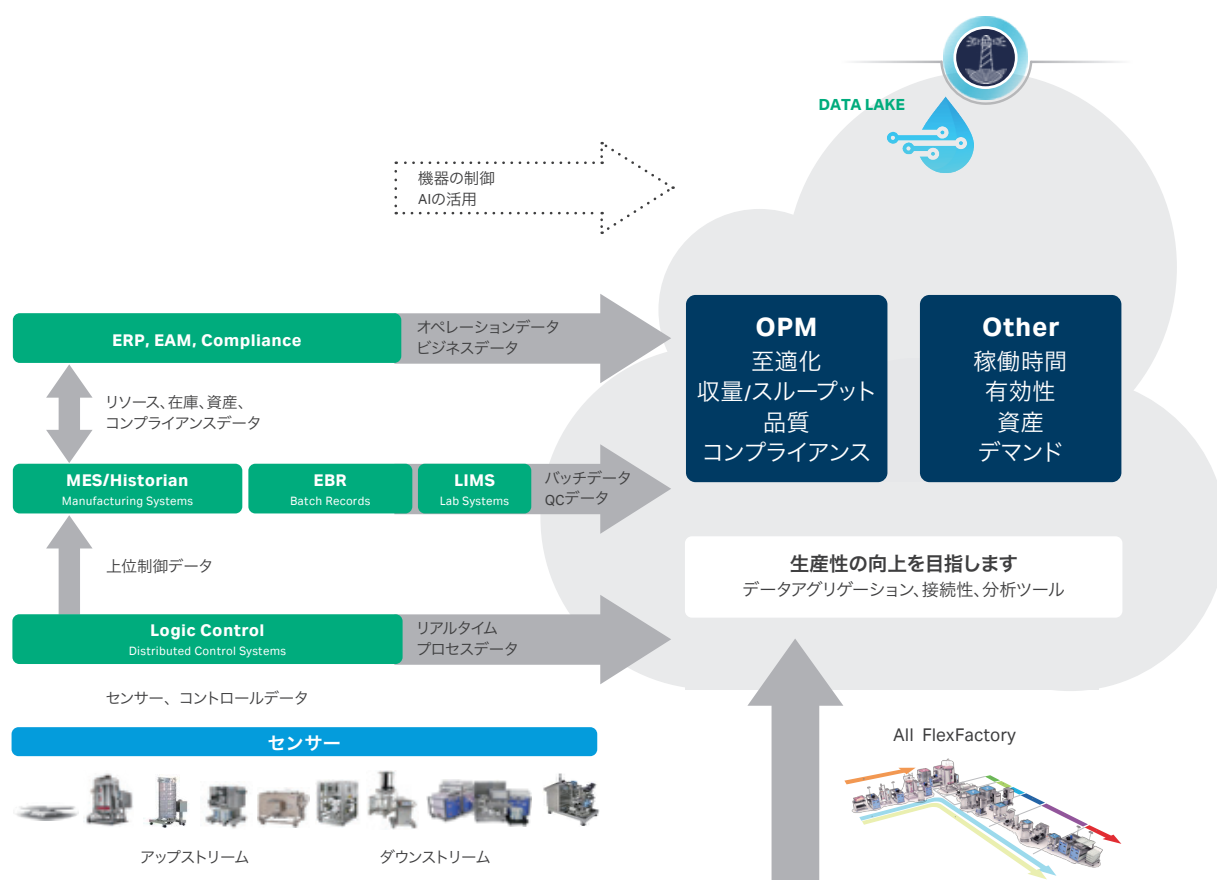 DATA LAKE
機器の制御
AIの活用
ERP, EAM, Compliance
オペレーションデータ
ビジネスデータ
OPM
至適化
収量/スループット
品質
コンプライアンス
Other
稼働時間
有効性
資産
デマンド
リソース、在庫、資産、
コンプライアンスデータ
MES/Historian
Manufacturing Systems
EBR
Batch Records
LIMS
Lab Systems
バッチデータ
QCデータ
上位制御データ
生産性の向上を目指します
データアグリゲーション、接続性、分析ツール
Logic Control
Distributed Control Systems
リアルタイム
プロセスデータ
センサー、コントロールデータ
センサー
All FlexFactory
アップストリーム
ダウンストリーム